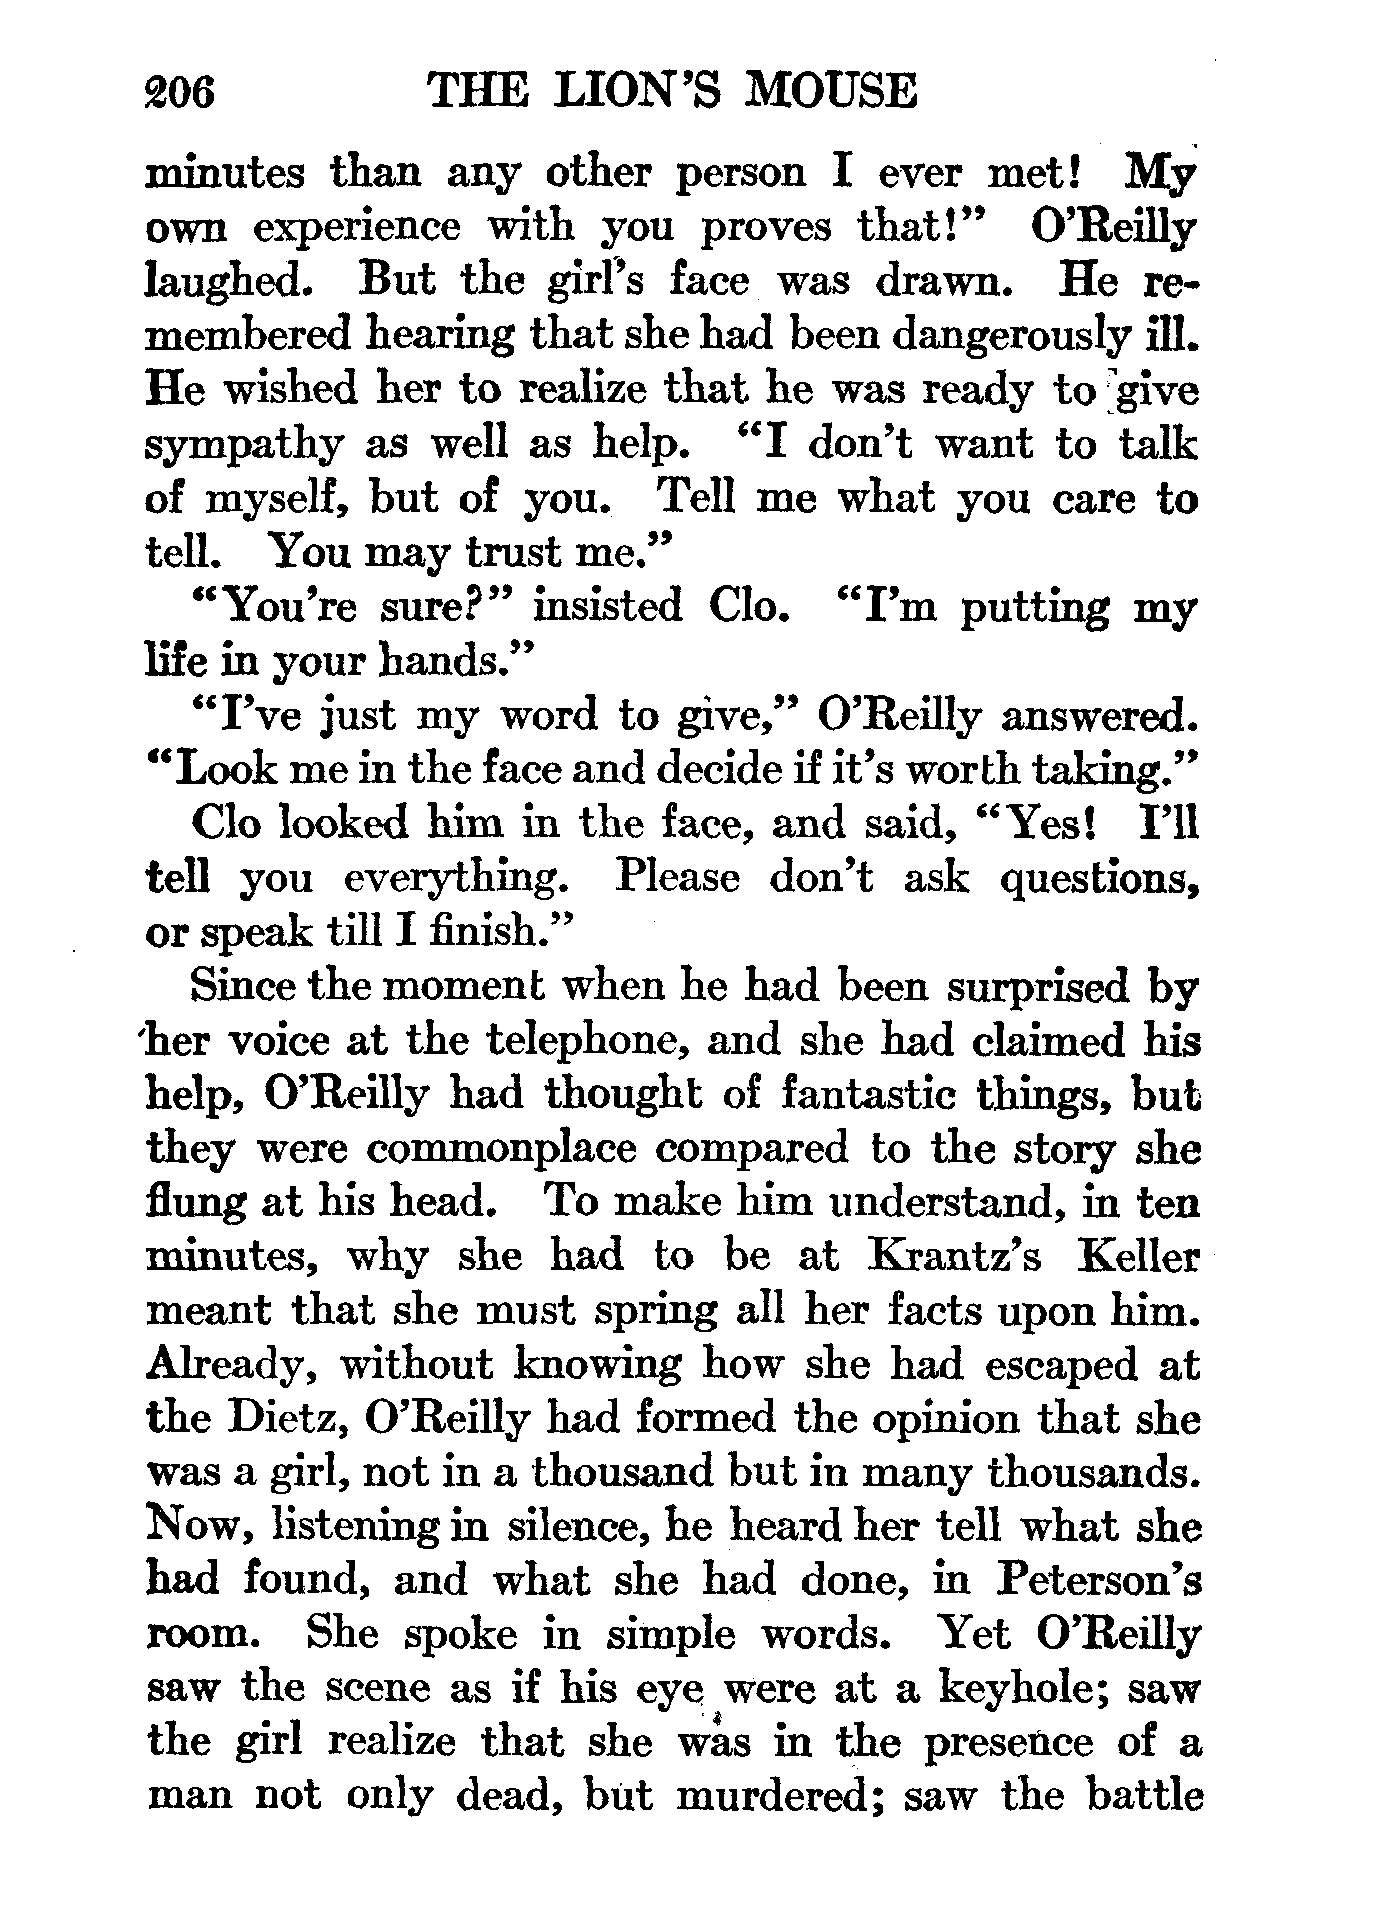 206 THE LION'S MOUSE
minutes than any other person I ever met! My
own experience with you proves that!" O'Reilly
laughed. But the girl's face was drawn. He re-
membered hearing that she had been dangerously ill.
He wished her to realize that he was ready to give
sympathy as well as help. "I don't want to talk
of myself, but of you. Tell me what you care to
tell. You may trust me."
"You're sure?" insisted Clo. "I'm putting my
life in your hands."
"I've just my word to give," O'Reilly answered.
"Look me in the face and decide if it's worth taking."
Clo looked him in the face, and said, "Yes! I'll
tell you everything. Please don't ask questions,
or speak till I finish."
Since the moment when he had been surprised by
her voice at the telephone, and she had claimed his
help, O'Reilly had thought of fantastic things, but
they were commonplace compared to the story she
flung at his head. To make him understand, in ten
minutes, why she had to be at Krantz's Keller
meant that she must spring all her facts upon him.
Already, without knowing how she had escaped at
the Dietz, O'Reilly had formed the opinion that she
was a girl, not in a thousand but in many thousands.
Now, listening in silence, he heard her tell what she
had found, and what she had done, in Peterson's
room. She spoke in simple words. Yet O'Reilly
saw the scene as if his eye were at a keyhole; saw
the girl realize that she was in the presence of a
man not only dead, but murdered; saw the battle